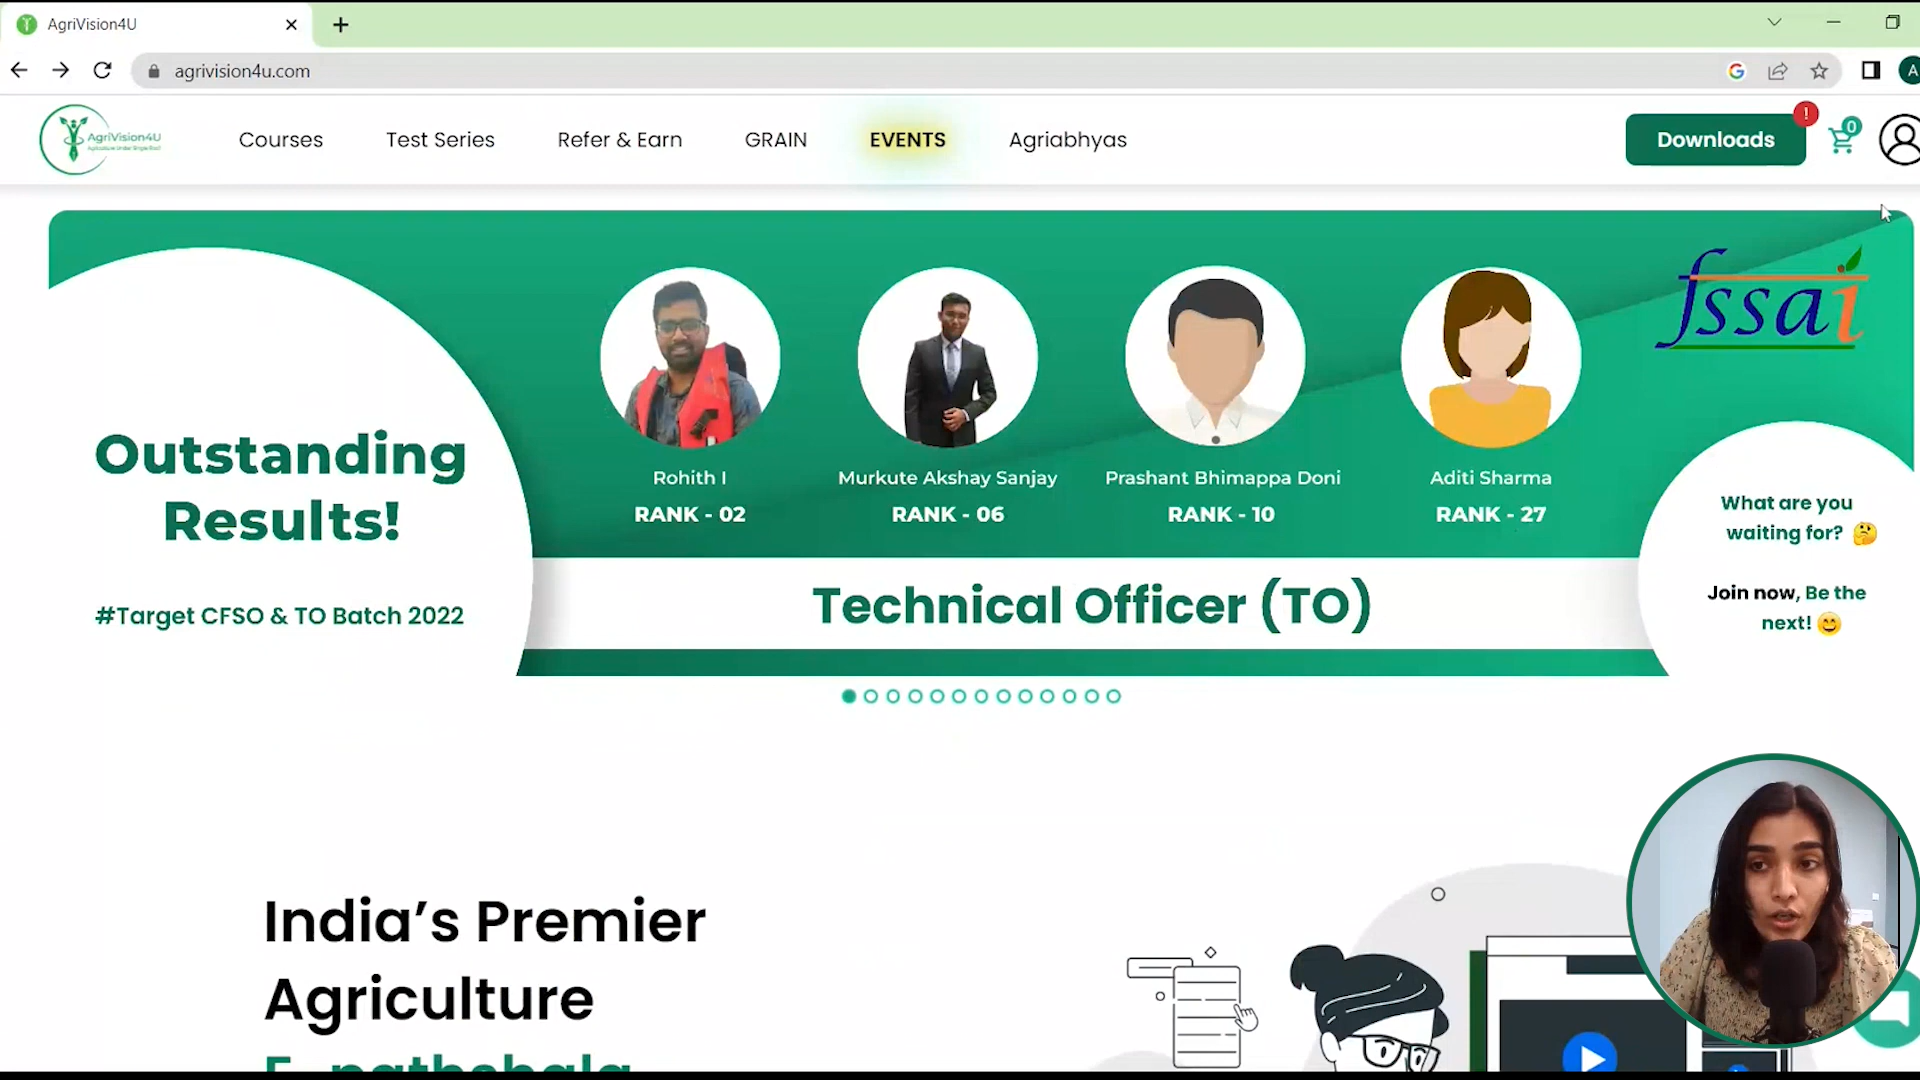 AgriVision4U
agrivision4u.com
A
AgriVision4U
Courses
Test Series
Refer & Earn
GRAIN
EVENTS
Agriabhyas
Downloads
!
0
fssai
Outstanding
Results!
#Target CFSO & TO Batch 2022
Rohith I
RANK - 02
Murkute Akshay Sanjay
RANK - 06
Prashant Bhimappa Doni
RANK - 10
Aditi Sharma
RANK - 27
Technical Officer (TO)
What are you
waiting for? 🤔
Join now, Be the
next! 😊
India’s Premier
Agriculture
E-pathshala